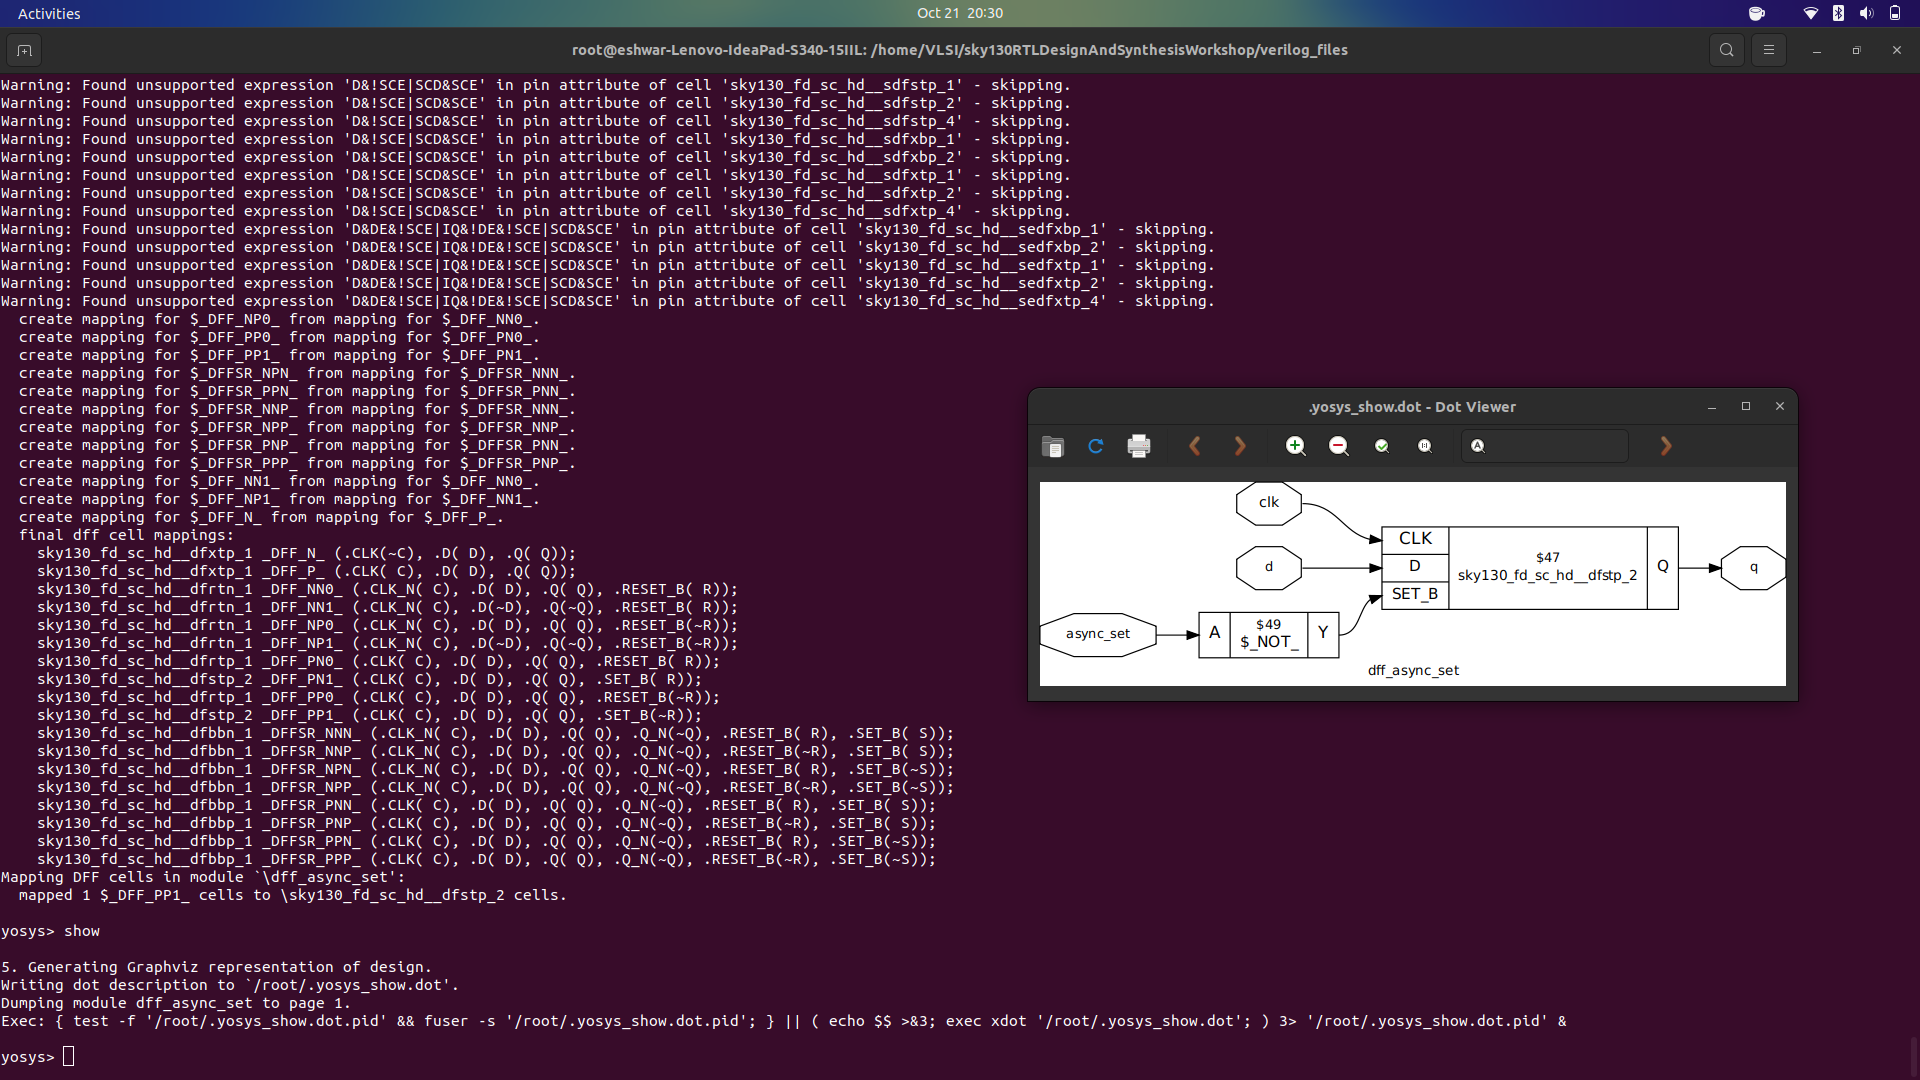 Activities
Oct 21 20:30
root@eshwar-Lenovo-IdeaPad-S340-15IIL: /home/VLSI/sky130RTLDesignAndSynthesisWorkshop/verilog_files
Warning: Found unsupported expression 'D&!SCE|SCD&SCE' in pin attribute of cell 'sky130_fd_sc_hd__sdfstp_1' - skipping.
Warning: Found unsupported expression 'D&!SCE|SCD&SCE' in pin attribute of cell 'sky130_fd_sc_hd__sdfstp_2' - skipping.
Warning: Found unsupported expression 'D&!SCE|SCD&SCE' in pin attribute of cell 'sky130_fd_sc_hd__sdfstp_4' - skipping.
Warning: Found unsupported expression 'D&!SCE|SCD&SCE' in pin attribute of cell 'sky130_fd_sc_hd__sdfxbp_1' - skipping.
Warning: Found unsupported expression 'D&!SCE|SCD&SCE' in pin attribute of cell 'sky130_fd_sc_hd__sdfxbp_2' - skipping.
Warning: Found unsupported expression 'D&!SCE|SCD&SCE' in pin attribute of cell 'sky130_fd_sc_hd__sdfxtp_1' - skipping.
Warning: Found unsupported expression 'D&!SCE|SCD&SCE' in pin attribute of cell 'sky130_fd_sc_hd__sdfxtp_2' - skipping.
Warning: Found unsupported expression 'D&!SCE|SCD&SCE' in pin attribute of cell 'sky130_fd_sc_hd__sdfxtp_4' - skipping.
Warning: Found unsupported expression 'D&DE&!SCE|IQ&!DE&!SCE|SCD&SCE' in pin attribute of cell 'sky130_fd_sc_hd__sedfxbp_1' - skipping.
Warning: Found unsupported expression 'D&DE&!SCE|IQ&!DE&!SCE|SCD&SCE' in pin attribute of cell 'sky130_fd_sc_hd__sedfxbp_2' - skipping.
Warning: Found unsupported expression 'D&DE&!SCE|IQ&!DE&!SCE|SCD&SCE' in pin attribute of cell 'sky130_fd_sc_hd__sedfxtp_1' - skipping.
Warning: Found unsupported expression 'D&DE&!SCE|IQ&!DE&!SCE|SCD&SCE' in pin attribute of cell 'sky130_fd_sc_hd__sedfxtp_2' - skipping.
Warning: Found unsupported expression 'D&DE&!SCE|IQ&!DE&!SCE|SCD&SCE' in pin attribute of cell 'sky130_fd_sc_hd__sedfxtp_4' - skipping.
create mapping for $_DFF_NP0_ from mapping for $_DFF_NN0_.
create mapping for $_DFF_PP0_ from mapping for $_DFF_PN0_.
create mapping for $_DFF_PP1_ from mapping for $_DFF_PN1_.
create mapping for $_DFFSR_NPN_ from mapping for $_DFFSR_NNN_.
create mapping for $_DFFSR_PPN_ from mapping for $_DFFSR_PNN_.
create mapping for $_DFFSR_NNP_ from mapping for $_DFFSR_NNN_.
create mapping for $_DFFSR_NPP_ from mapping for $_DFFSR_NNP_.
create mapping for $_DFFSR_PNP_ from mapping for $_DFFSR_PNN_.
create mapping for $_DFFSR_PPP_ from mapping for $_DFFSR_PNP_.
create mapping for $_DFF_NN1_ from mapping for $_DFF_NN0_.
create mapping for $_DFF_NP1_ from mapping for $_DFF_NN1_.
create mapping for $_DFF_N_ from mapping for $_DFF_P_.
final dff cell mappings:
sky130_fd_sc_hd__dfxtp_1 _DFF_N_ (.CLK(~C), .D( D), .Q( Q));
sky130_fd_sc_hd__dfxtp_1 _DFF_P_ (.CLK( C), .D( D), .Q( Q));
sky130_fd_sc_hd__dfrtn_1 _DFF_NN0_ (.CLK_N( C), .D( D), .Q( Q), .RESET_B( R));
sky130_fd_sc_hd__dfrtn_1 _DFF_NN1_ (.CLK_N( C), .D(~D), .Q(~Q), .RESET_B( R));
sky130_fd_sc_hd__dfrtn_1 _DFF_NP0_ (.CLK_N( C), .D( D), .Q( Q), .RESET_B(~R));
sky130_fd_sc_hd__dfrtn_1 _DFF_NP1_ (.CLK_N( C), .D(~D), .Q(~Q), .RESET_B(~R));
sky130_fd_sc_hd__dfrtp_1 _DFF_PN0_ (.CLK( C), .D( D), .Q( Q), .RESET_B( R));
sky130_fd_sc_hd__dfstp_2 _DFF_PN1_ (.CLK( C), .D( D), .Q( Q), .SET_B( R));
sky130_fd_sc_hd__dfrtp_1 _DFF_PP0_ (.CLK( C), .D( D), .Q( Q), .RESET_B(~R));
sky130_fd_sc_hd__dfstp_2 _DFF_PP1_ (.CLK( C), .D( D), .Q( Q), .SET_B(~R));
sky130_fd_sc_hd__dfbbn_1 _DFFSR_NNN_ (.CLK_N( C), .D( D), .Q( Q), .Q_N(~Q), .RESET_B( R), .SET_B( S));
sky130_fd_sc_hd__dfbbn_1 _DFFSR_NNP_ (.CLK_N( C), .D( D), .Q( Q), .Q_N(~Q), .RESET_B(~R), .SET_B( S));
sky130_fd_sc_hd__dfbbn_1 _DFFSR_NPN_ (.CLK_N( C), .D( D), .Q( Q), .Q_N(~Q), .RESET_B( R), .SET_B(~S));
sky130_fd_sc_hd__dfbbn_1 _DFFSR_NPP_ (.CLK_N( C), .D( D), .Q( Q), .Q_N(~Q), .RESET_B(~R), .SET_B(~S));
sky130_fd_sc_hd__dfbbp_1 _DFFSR_PNN_ (.CLK( C), .D( D), .Q( Q), .Q_N(~Q), .RESET_B( R), .SET_B( S));
sky130_fd_sc_hd__dfbbp_1 _DFFSR_PNP_ (.CLK( C), .D( D), .Q( Q), .Q_N(~Q), .RESET_B(~R), .SET_B( S));
sky130_fd_sc_hd__dfbbp_1 _DFFSR_PPN_ (.CLK( C), .D( D), .Q( Q), .Q_N(~Q), .RESET_B( R), .SET_B(~S));
sky130_fd_sc_hd__dfbbp_1 _DFFSR_PPP_ (.CLK( C), .D( D), .Q( Q), .Q_N(~Q), .RESET_B(~R), .SET_B(~S));
Mapping DFF cells in module `\dff_async_set':
mapped 1 $_DFF_PP1_ cells to \sky130_fd_sc_hd__dfstp_2 cells.
yosys> show
5. Generating Graphviz representation of design.
Writing dot description to `/root/.yosys_show.dot'.
Dumping module dff_async_set to page 1.
Exec: { test -f '/root/.yosys_show.dot.pid' && fuser -s '/root/.yosys_show.dot.pid'; } || ( echo $$ >&3; exec xdot '/root/.yosys_show.dot'; ) 3> '/root/.yosys_show.dot.pid' &
yosys>
.yosys_show.dot - Dot Viewer
clk
d
async_set
A
$49
$_NOT_
Y
CLK
D
SET_B
$47
sky130_fd_sc_hd__dfstp_2
Q
q
dff_async_set